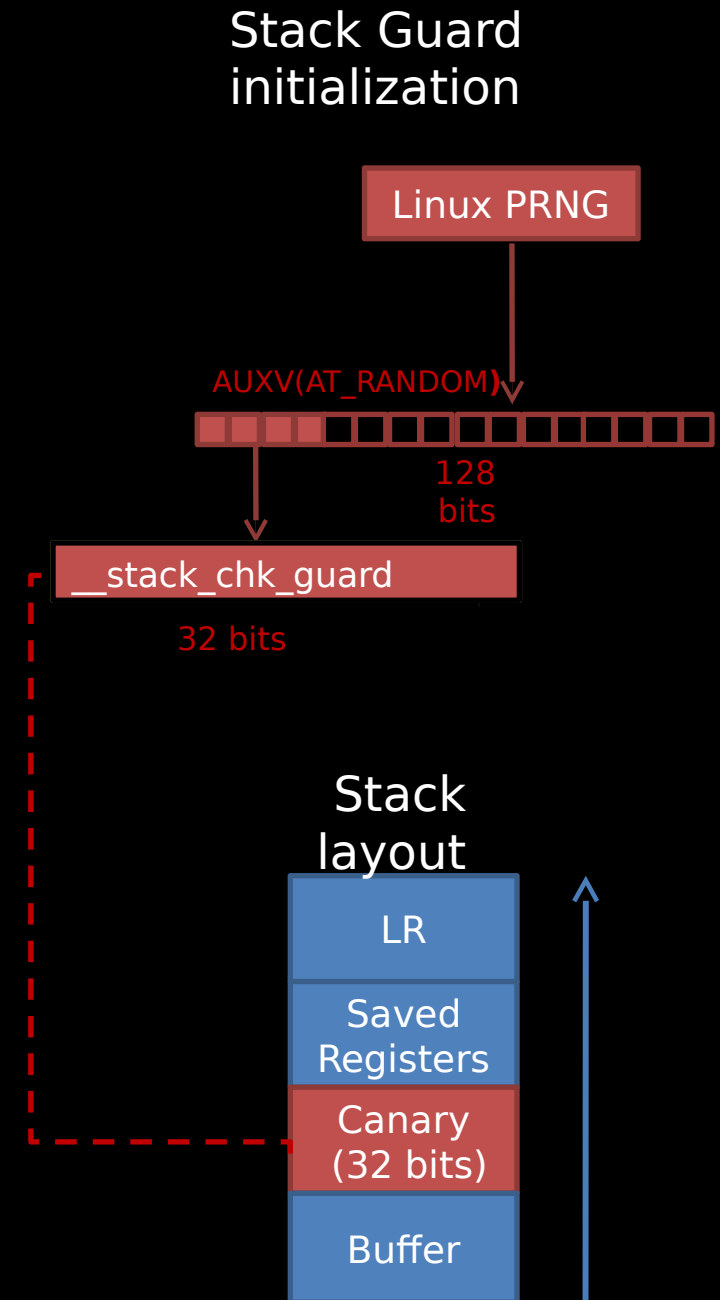 Stack Guard
initialization
Linux PRNG
AUXV(AT_RANDOM)
128
bits
__stack_chk_guard
32 bits
Stack
layout
LR
Saved
Registers
Canary
(32 bits)
Buffer